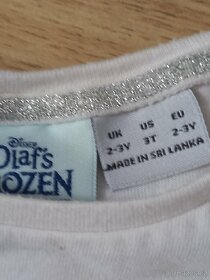 Disney
Olaf's
FROZEN
UK US EU
2-3Y 3T 2-3Y
MADE IN SRI LANKA